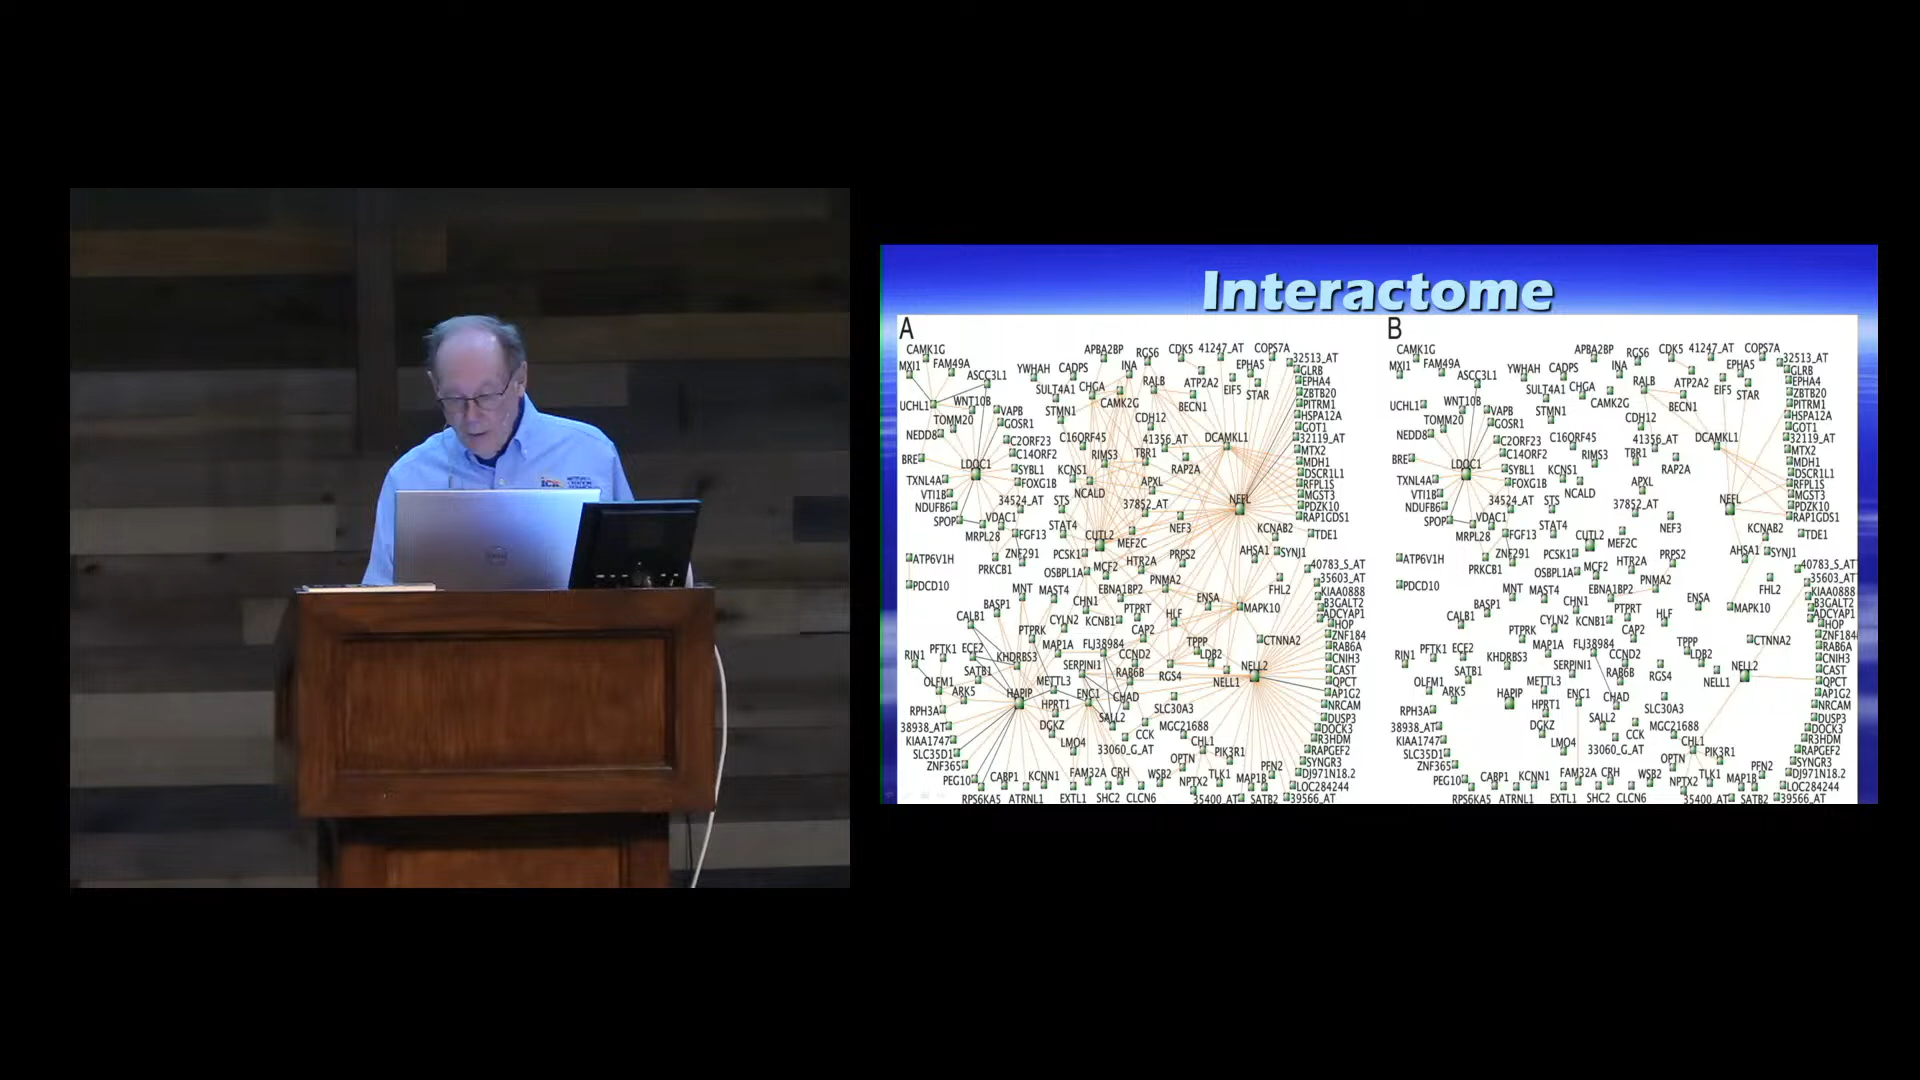 Interactome
A
B
CAMK1G
MXI1
FAM49A
ASCC3L1
UCHL1
WNT10B
TOMM20
NEDD8
VAPB
GOSR1
C2ORF23
C14ORF2
BRE
LDOC1
SYBL1
FOXG1B
TXNL4A
VTI1B
NDUFB6
SPOP
VDAC1
MRPL28
34524_AT
STS
FGF13
STAT4
ATP6V1H
PRKCB1
ZNF291
PDCD10
YWHAH
CADPS
SULT4A1
CHGA
STMN1
APBA2BP
INA
RGS6
CDK5
41247_AT
COPS7A
RALB
CAMK2G
ATP2A2
BECN1
EIF5
EPHA5
STAR
CDH12
C16ORF45
RIMS3
KCNS1
NCALD
TBR1
41356_AT
RAP2A
DCAMKL1
APXL
37852_AT
NEFL
NEF3
CUTL2
MEF2C
PCSK1
OSBPL1A
MCF2
HTR2A
PRPS2
PNMA2
KCNAB2
AHSA1
SYNJ1
TDE1
FHL2
32513_AT
GLRB
EPHA4
ZBTB20
PITRM1
HSPA12A
GOT1
32119_AT
MTX2
MDH1
DSCR1L1
RFPL1S
MGST3
PDZK10
RAP1GDS1
40783_S_AT
35603_AT
KIAA0888
B3GALT2
ADCYAP1
HOP
ZNF184
RAB6A
CNIH3
CAST
QPCT
AP1G2
NRCAM
DUSP3
DOCK3
R3HDM
RAPGEF2
SYNGR3
DJ971N18.2
LOC284244
39566_AT
MNT
MAST4
BASP1
CALB1
CHN1
EBNA1BP2
PTPRT
CYLN2
KCNB1
CAP2
HLF
ENSA
MAPK10
CTNNA2
PTPRK
MAP1A
FLJ38984
CCND2
TPPP
LDB2
NELL2
NELL1
RIN1
PFTK1
ECE2
KHDRBS3
SATB1
OLFM1
ARK5
HAPIP
METTL3
SERPINI1
RAB6B
RGS4
ENC1
CHAD
HPRT1
SALL2
SLC30A3
RPH3A
DGKZ
CCK
MGC21688
38938_AT
KIAA1747
SLC35D1
ZNF365
LMO4
33060_G_AT
CHL1
PIK3R1
OPTN
PEG10
CABP1
KCNN1
FAM32A
CRH
WSB2
TLK1
NPTX2
MAP1B
PFN2
RPS6KA5
ATRNL1
EXTL1
SHC2
CLCN6
35400_AT
SATB2
CAMK1G
MXI1
FAM49A
ASCC3L1
UCHL1
WNT10B
TOMM20
NEDD8
VAPB
GOSR1
C2ORF23
C14ORF2
BRE
LDOC1
SYBL1
FOXG1B
TXNL4A
VTI1B
NDUFB6
SPOP
VDAC1
MRPL28
34524_AT
STS
FGF13
STAT4
ATP6V1H
PRKCB1
ZNF291
PDCD10
YWHAH
CADPS
SULT4A1
CHGA
STMN1
APBA2BP
INA
RGS6
CDK5
41247_AT
COPS7A
RALB
CAMK2G
ATP2A2
BECN1
EIF5
EPHA5
STAR
CDH12
C16ORF45
RIMS3
KCNS1
NCALD
TBR1
41356_AT
RAP2A
DCAMKL1
APXL
37852_AT
NEFL
NEF3
CUTL2
MEF2C
PCSK1
OSBPL1A
MCF2
HTR2A
PRPS2
PNMA2
KCNAB2
AHSA1
SYNJ1
TDE1
FHL2
32513_AT
GLRB
EPHA4
ZBTB20
PITRM1
HSPA12A
GOT1
32119_AT
MTX2
MDH1
DSCR1L1
RFPL1S
MGST3
PDZK10
RAP1GDS1
40783_S_AT
35603_AT
KIAA0888
B3GALT2
ADCYAP1
HOP
ZNF184
RAB6A
CNIH3
CAST
QPCT
AP1G2
NRCAM
DUSP3
DOCK3
R3HDM
RAPGEF2
SYNGR3
DJ971N18.2
LOC284244
39566_AT
MNT
MAST4
BASP1
CALB1
CHN1
EBNA1BP2
PTPRT
CYLN2
KCNB1
CAP2
HLF
ENSA
MAPK10
CTNNA2
PTPRK
MAP1A
FLJ38984
CCND2
TPPP
LDB2
NELL2
NELL1
RIN1
PFTK1
ECE2
KHDRBS3
SATB1
OLFM1
ARK5
HAPIP
METTL3
SERPINI1
RAB6B
RGS4
ENC1
CHAD
HPRT1
SALL2
SLC30A3
RPH3A
DGKZ
CCK
MGC21688
38938_AT
KIAA1747
SLC35D1
ZNF365
LMO4
33060_G_AT
CHL1
PIK3R1
OPTN
PEG10
CABP1
KCNN1
FAM32A
CRH
WSB2
TLK1
NPTX2
MAP1B
PFN2
RPS6KA5
ATRNL1
EXTL1
SHC2
CLCN6
35400_AT
SATB2